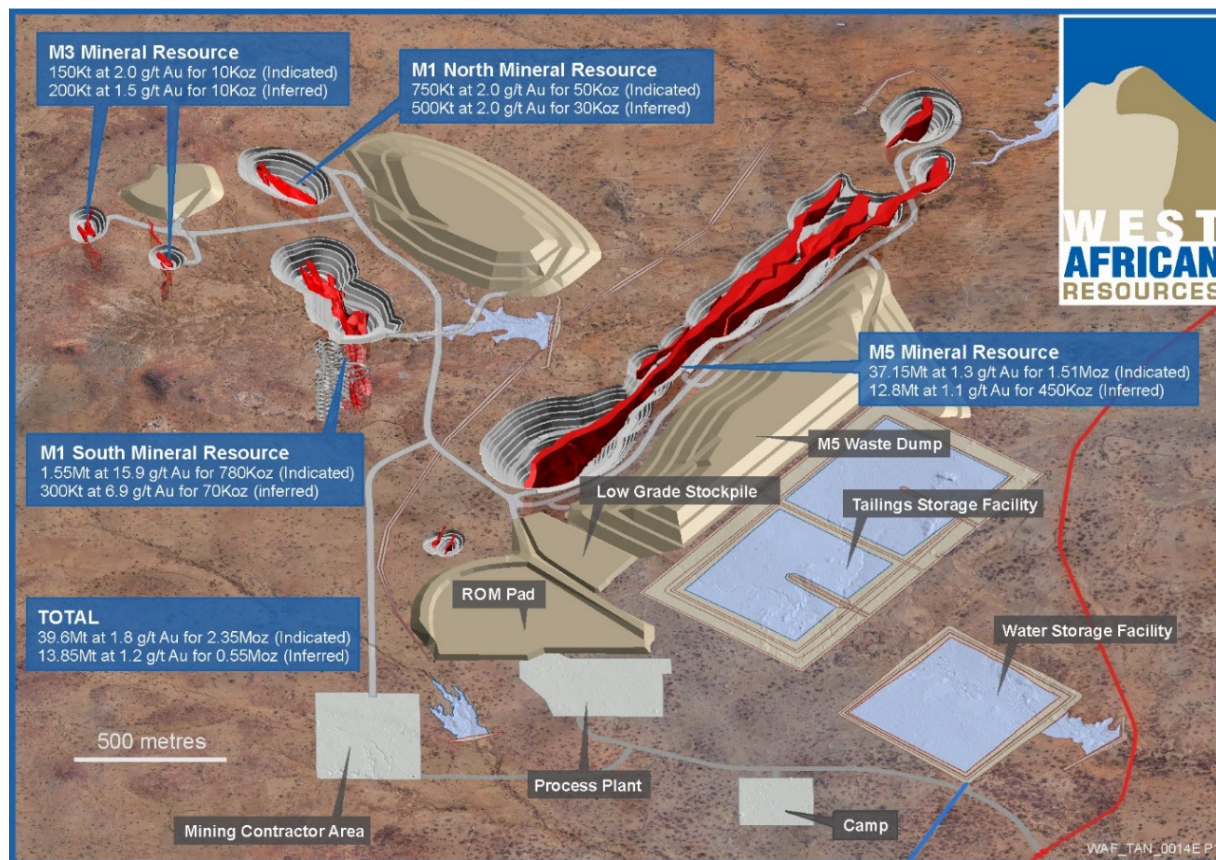 M3 Mineral Resource
150Kt at 2.0 g/t Au for 10Koz (Indicated)
200Kt at 1.5 g/t Au for 10Koz (Inferred)
M1 North Mineral Resource
750Kt at 2.0 g/t Au for 50Koz (Indicated)
500Kt at 2.0 g/t Au for 30Koz (Inferred)
WEST
AFRICAN
RESOURCES
M5 Mineral Resource
37.15Mt at 1.3 g/t Au for 1.51Moz (Indicated)
12.8Mt at 1.1 g/t Au for 450Koz (Inferred)
M1 South Mineral Resource
1.55Mt at 15.9 g/t Au for 780Koz (Indicated)
300Kt at 6.9 g/t Au for 70Koz (inferred)
M5 Waste Dump
Low Grade Stockpile
Tailings Storage Facility
ROM Pad
TOTAL
39.6Mt at 1.8 g/t Au for 2.35Moz (Indicated)
13.85Mt at 1.2 g/t Au for 0.55Moz (Inferred)
Water Storage Facility
500 metres
Process Plant
Mining Contractor Area
Camp
WAF_TAN_0014E P1